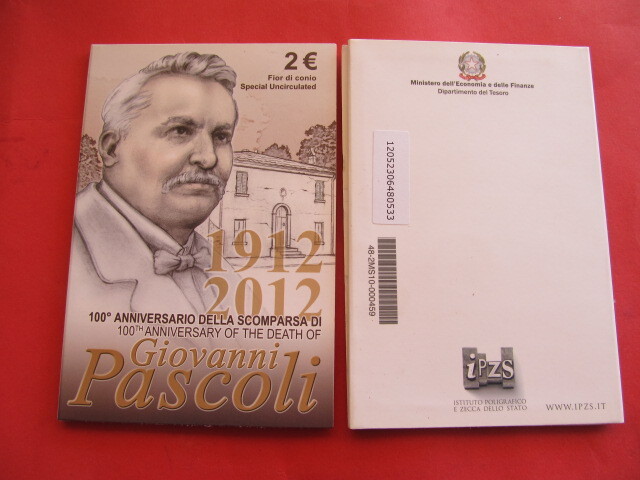 2 €
Fior di conio
Special Uncirculated
1912
2012
100° ANNIVERSARIO DELLA SCOMPARSA DI
100TH ANNIVERSARY OF THE DEATH OF
Giovanni
Pascoli
Ministero dell'Economia e delle Finanze
Dipartimento del Tesoro
12052306480533
48-2MS10-000459
iPZS
ISTITUTO POLIGRAFICO
E ZECCA DELLO STATO
WWW.IPZS.IT